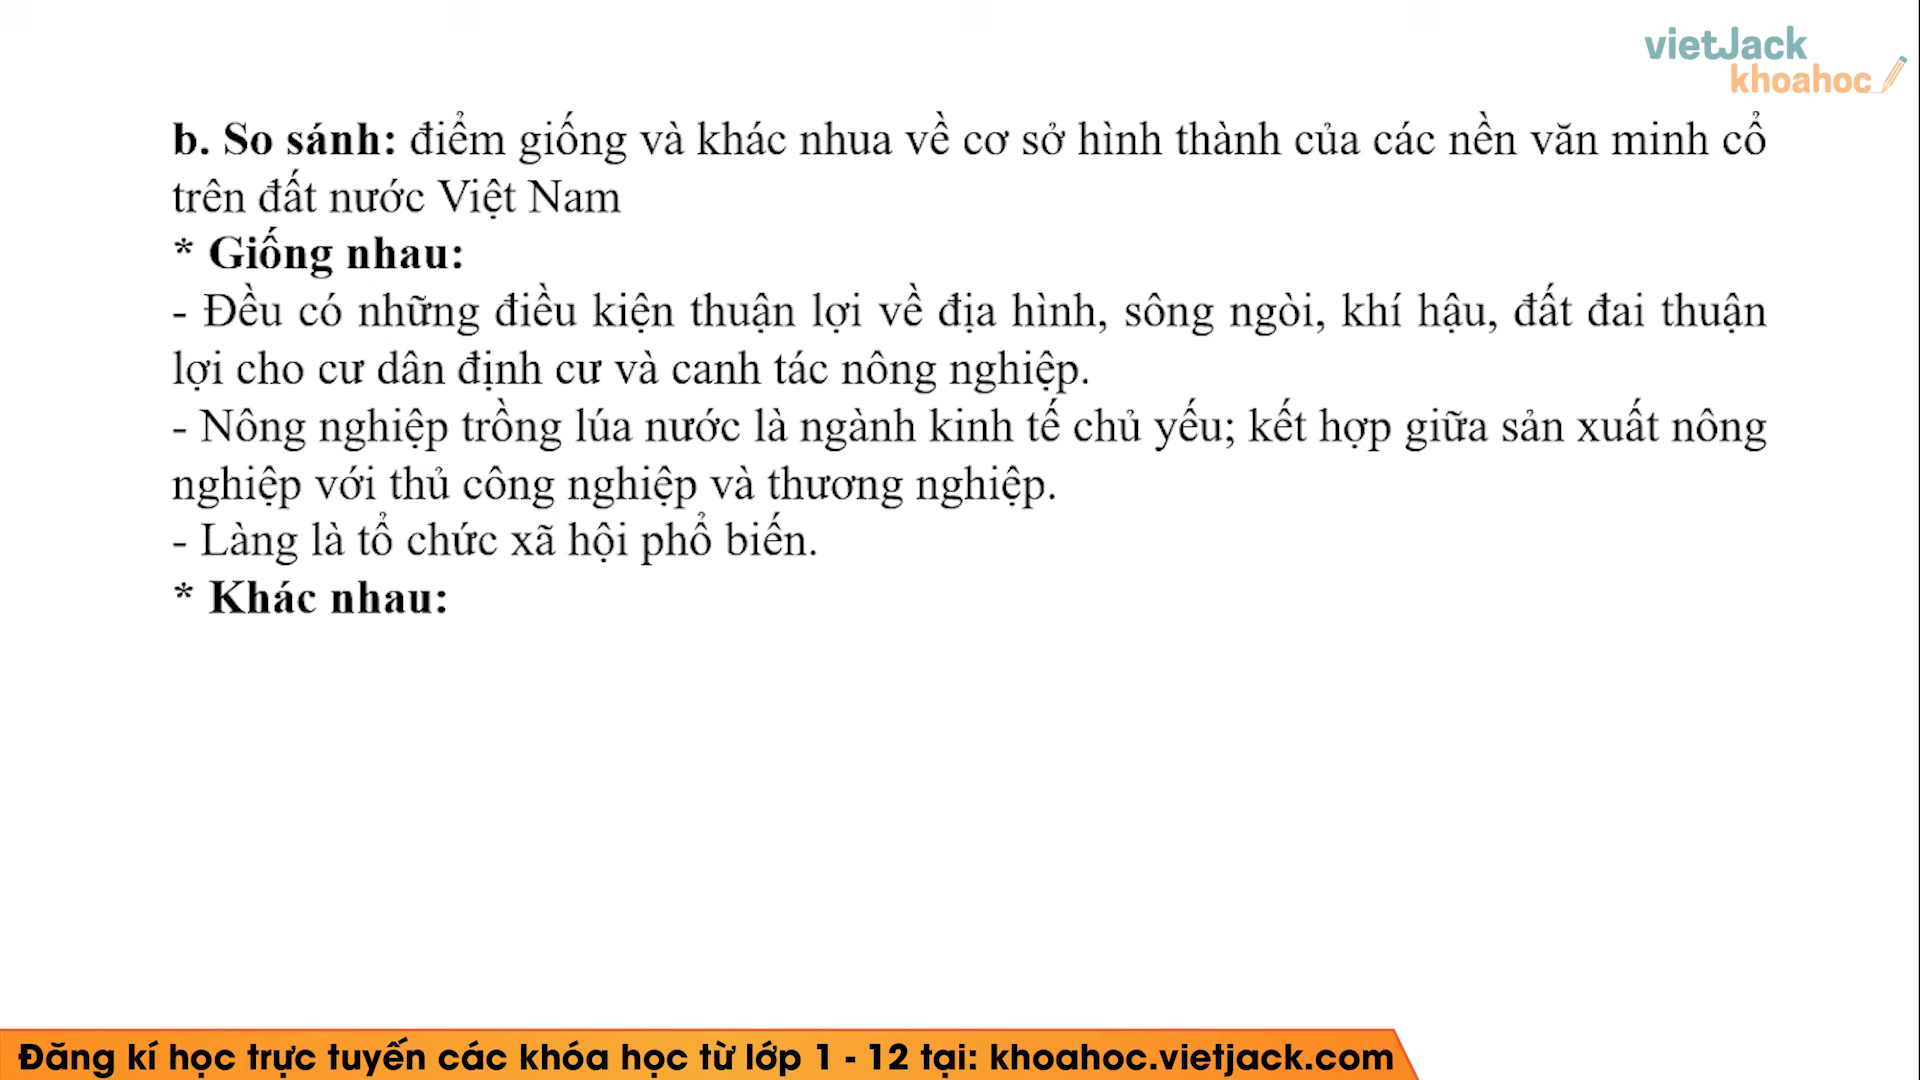 vietJack
khoahoc
b. So sánh: điểm giống và khác nhua về cơ sở hình thành của các nền văn minh cổ
trên đất nước Việt Nam
* Giống nhau:
- Đều có những điều kiện thuận lợi về địa hình, sông ngòi, khí hậu, đất đai thuận
lợi cho cư dân định cư và canh tác nông nghiệp.
- Nông nghiệp trồng lúa nước là ngành kinh tế chủ yếu; kết hợp giữa sản xuất nông
nghiệp với thủ công nghiệp và thương nghiệp.
- Làng là tổ chức xã hội phổ biến.
* Khác nhau:
Đăng kí học trực tuyến các khóa học từ lớp 1 - 12 tại: khoahoc.vietjack.com